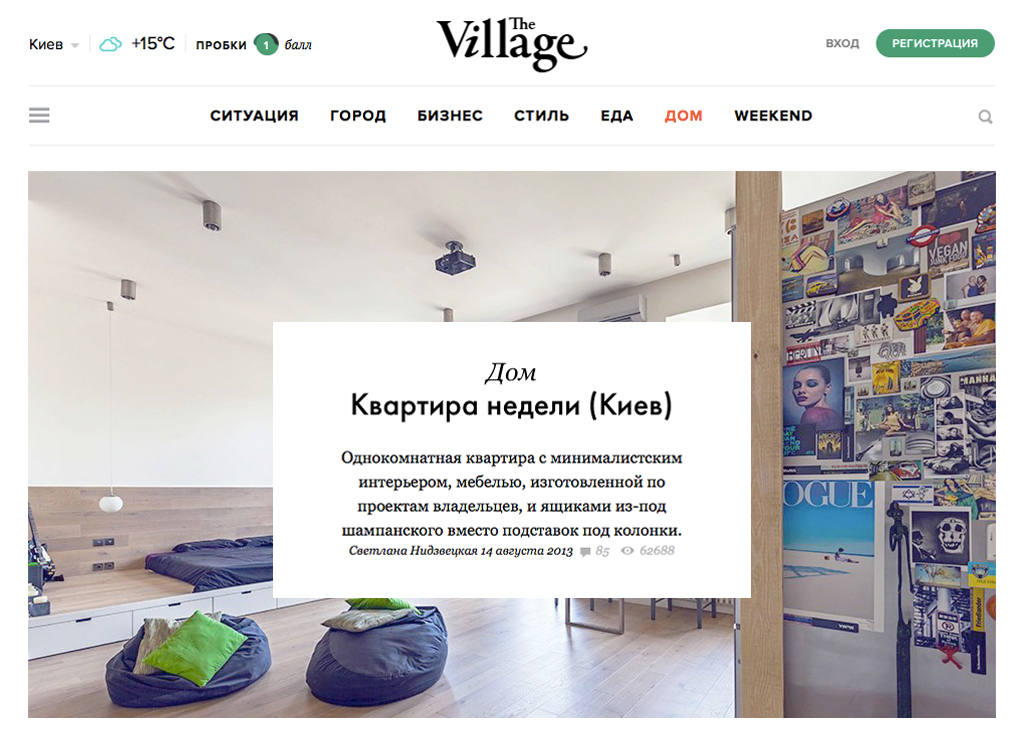 Киев +15°C ПРОБКИ 1 балл
The
Village
ВХОД РЕГИСТРАЦИЯ
СИТУАЦИЯ ГОРОД БИЗНЕС СТИЛЬ ЕДА ДОМ WEEKEND
Дом
Квартира недели (Киев)
Однокомнатная квартира с минималистским
интерьером, мебелью, изготовленной по
проектам владельцев, и ящиками из-под
шампанского вместо подставок под колонки.
Светлана Нидзвецкая 14 августа 2013 85 62688
VEGAN
JUNK FOOD
VOGUE